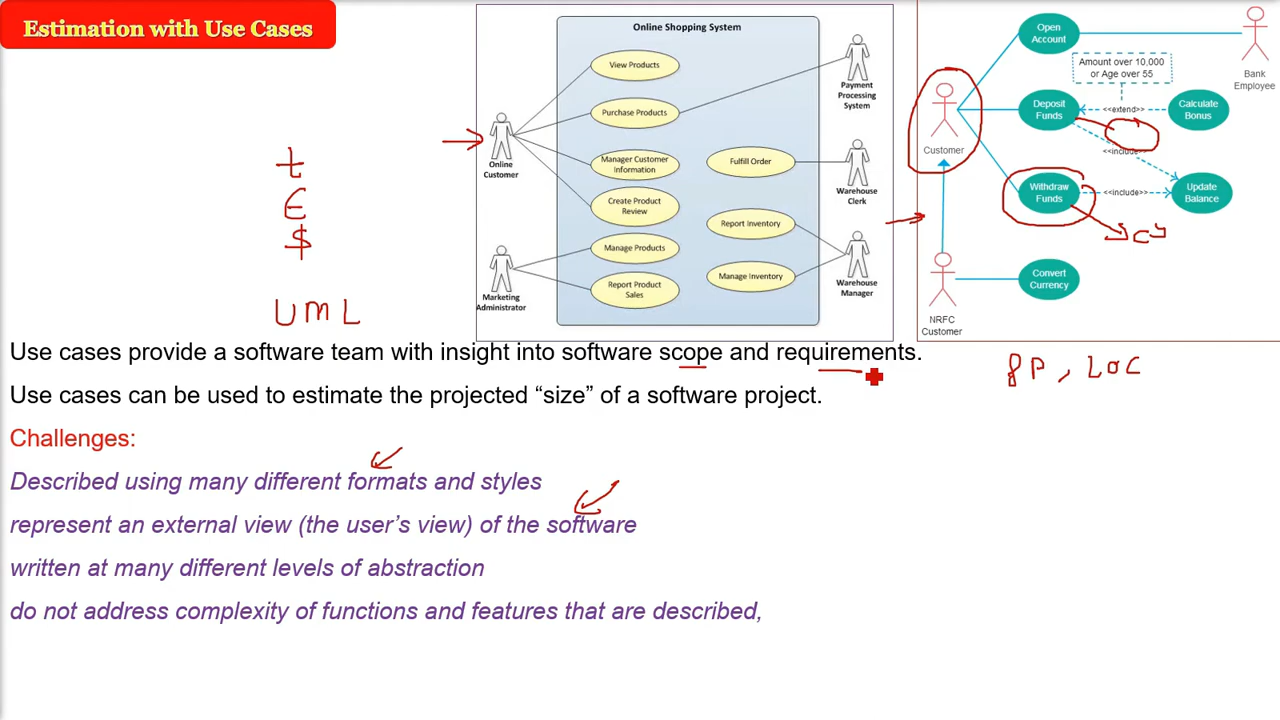 Estimation with Use Cases
Online Shopping System
View Products
Purchase Products
Manager Customer
Information
Create Product
Review
Manage Products
Report Product
Sales
Fulfill Order
Report Inventory
Manage Inventory
Online
Customer
Marketing
Administrator
Payment
Processing
System
Warehouse
Clerk
Warehouse
Manager
Open
Account
Bank
Employee
Amount over 10,000
or Age over 55
Deposit
Funds
<<extend>>
Calculate
Bonus
Customer
<<include>>
Withdraw
Funds
<<include>>
Update
Balance
Convert
Currency
NRFC
Customer
t
E
$
UML
FP, LOC
Use cases provide a software team with insight into software scope and requirements.
Use cases can be used to estimate the projected “size” of a software project.
Challenges:
Described using many different formats and styles
represent an external view (the user’s view) of the software
written at many different levels of abstraction
do not address complexity of functions and features that are described,